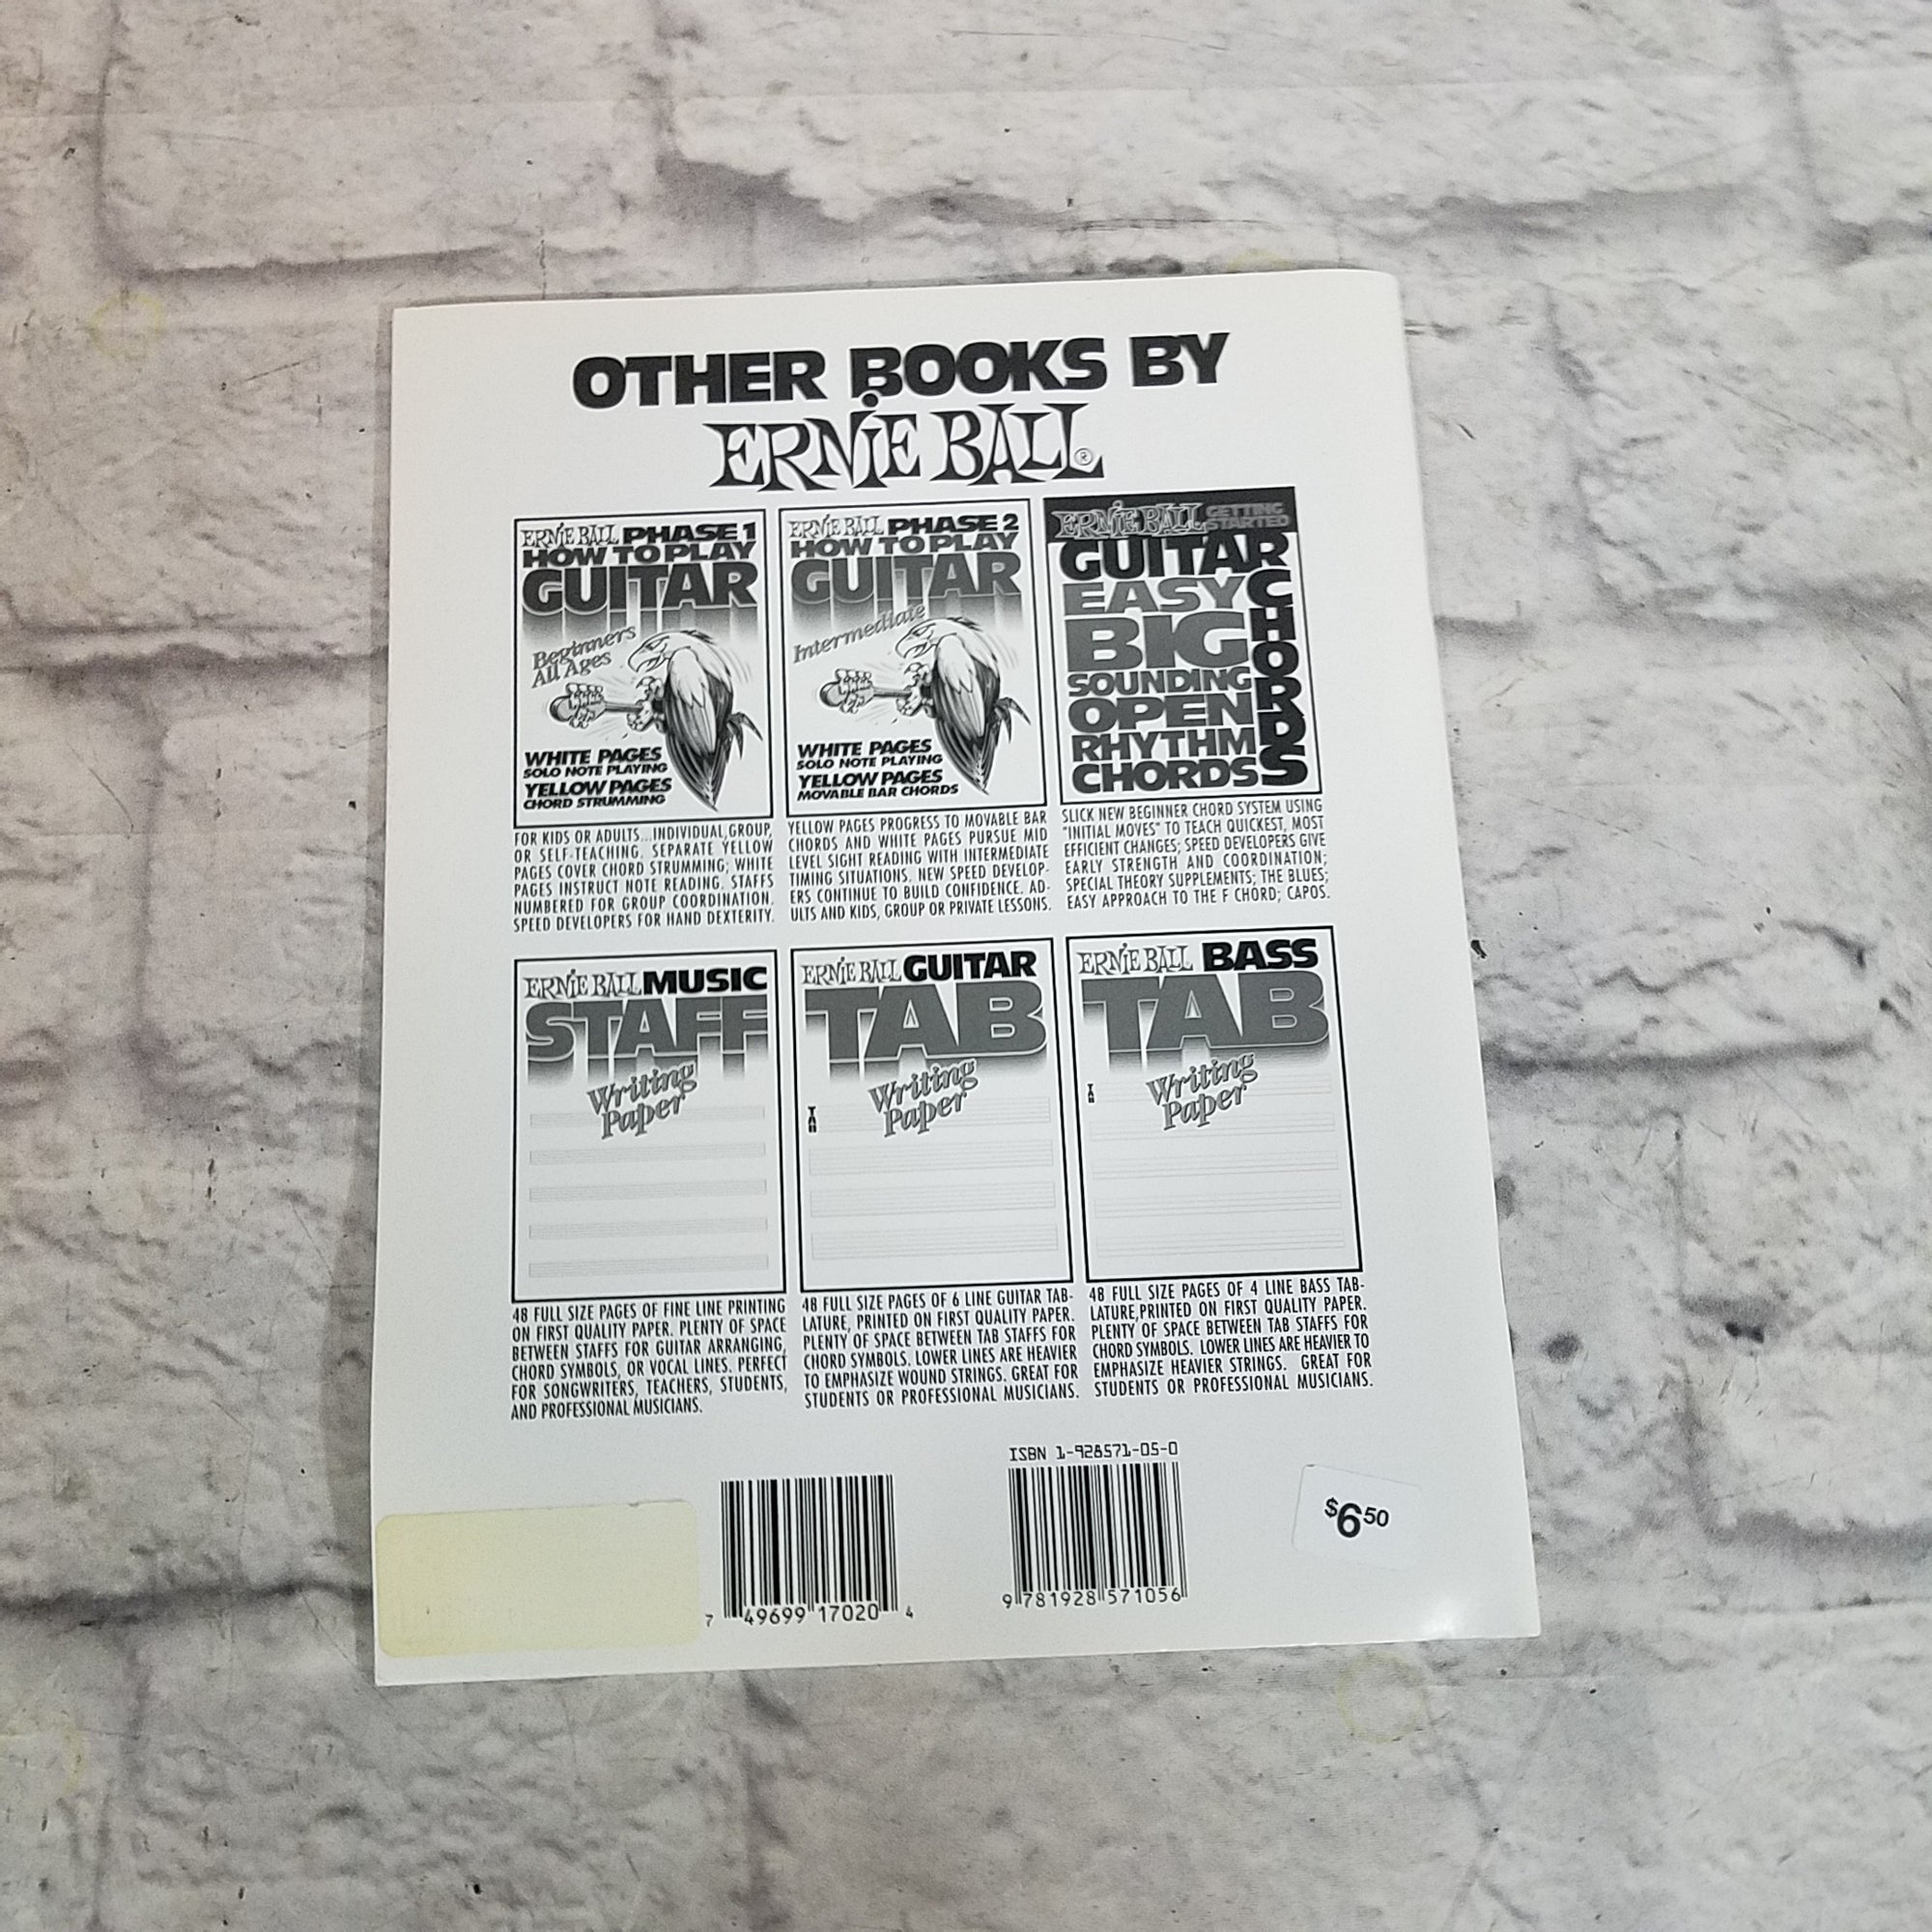 OTHER BOOKS BY
ERNIE BALL®
ERNIE BALL PHASE 1
HOW TO PLAY
GUITAR
Beginners
All Ages
WHITE PAGES
SOLO NOTE PLAYING
YELLOW PAGES
CHORD STRUMMING
FOR KIDS OR ADULTS...INDIVIDUAL,GROUP,
OR SELF-TEACHING. SEPARATE YELLOW
PAGES COVER CHORD STRUMMING; WHITE
PAGES INSTRUCT NOTE READING. STAFFS
NUMBERED FOR GROUP COORDINATION.
SPEED DEVELOPERS FOR HAND DEXTERITY.
ERNIE BALL PHASE 2
HOW TO PLAY
GUITAR
Intermediate
WHITE PAGES
SOLO NOTE PLAYING
YELLOW PAGES
MOVABLE BAR CHORDS
YELLOW PAGES PROGRESS TO MOVABLE BAR
CHORDS AND WHITE PAGES PURSUE MID
LEVEL SIGHT READING WITH INTERMEDIATE
TIMING SITUATIONS. NEW SPEED DEVELOP-
ERS CONTINUE TO BUILD CONFIDENCE. AD-
ULTS AND KIDS, GROUP OR PRIVATE LESSONS.
ERNIE BALL GETTING STARTED
GUITAR
CHORDS
EASY
BIG
SOUNDING
OPEN
RHYTHM
CHORDS
SLICK NEW BEGINNER CHORD SYSTEM USING
"INITIAL MOVES" TO TEACH QUICKEST, MOST
EFFICIENT CHANGES; SPEED DEVELOPERS GIVE
EARLY STRENGTH AND COORDINATION;
SPECIAL THEORY SUPPLEMENTS; THE BLUES;
EASY APPROACH TO THE F CHORD; CAPOS.
ERNIE BALL MUSIC
STAFF
Writing
Paper
48 FULL SIZE PAGES OF FINE LINE PRINTING
ON FIRST QUALITY PAPER. PLENTY OF SPACE
BETWEEN STAFFS FOR GUITAR ARRANGING,
CHORD SYMBOLS, OR VOCAL LINES. PERFECT
FOR SONGWRITERS, TEACHERS, STUDENTS,
AND PROFESSIONAL MUSICIANS.
ERNIE BALL GUITAR
TAB
Writing
Paper
TAB
48 FULL SIZE PAGES OF 6 LINE GUITAR TAB-
LATURE, PRINTED ON FIRST QUALITY PAPER.
PLENTY OF SPACE BETWEEN TAB STAFFS FOR
CHORD SYMBOLS. LOWER LINES ARE HEAVIER
TO EMPHASIZE WOUND STRINGS. GREAT FOR
STUDENTS OR PROFESSIONAL MUSICIANS.
ERNIE BALL BASS
TAB
Writing
Paper
TAB
48 FULL SIZE PAGES OF 4 LINE BASS TAB-
LATURE,PRINTED ON FIRST QUALITY PAPER.
PLENTY OF SPACE BETWEEN TAB STAFFS FOR
CHORD SYMBOLS. LOWER LINES ARE HEAVIER TO
EMPHASIZE HEAVIER STRINGS. GREAT FOR
STUDENTS OR PROFESSIONAL MUSICIANS.
7 49699 17020 4
ISBN 1-928571-05-0
9 781928 571056
$6 50